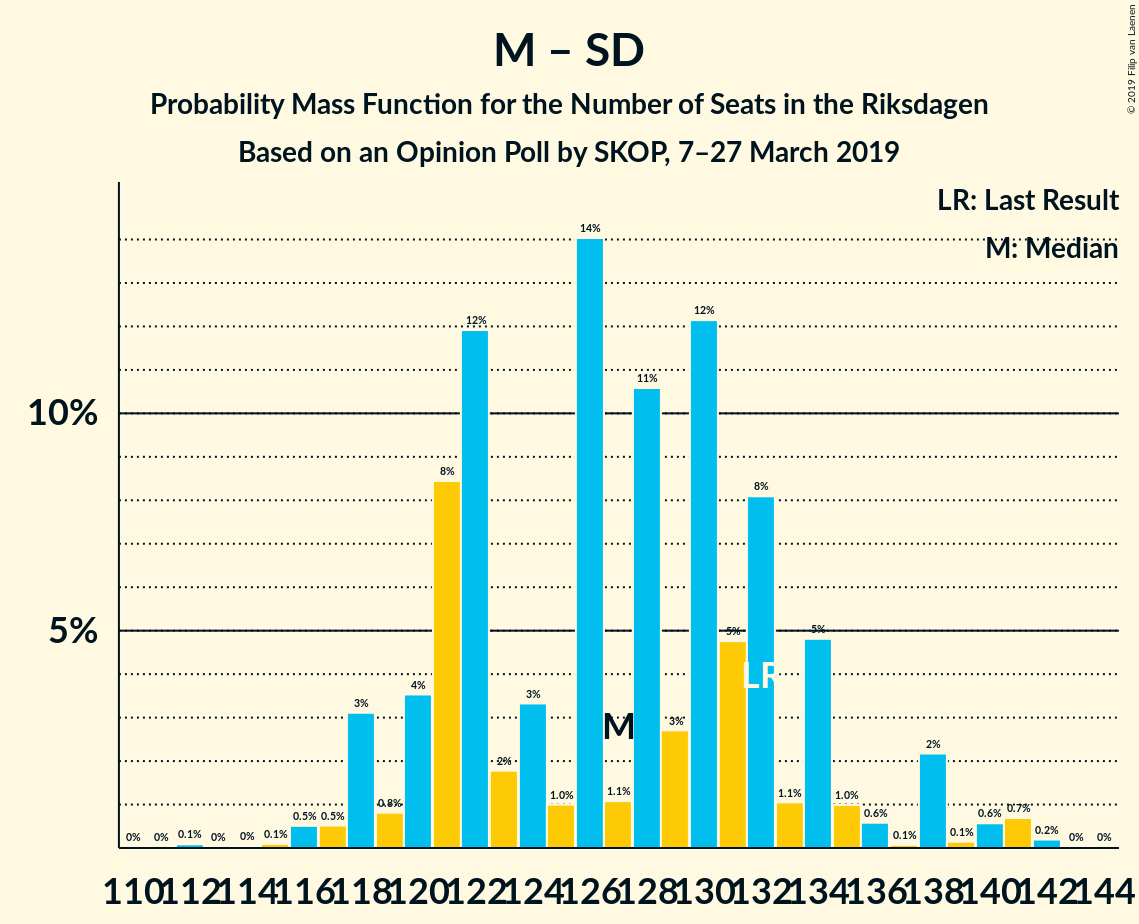 © 2019 Filip van Laenen
M – SD
Probability Mass Function for the Number of Seats in the Riksdagen
Based on an Opinion Poll by SKOP, 7–27 March 2019
LR: Last Result
M: Median
10%
5%
0% 0% 0.1% 0% 0% 0.1% 0.5% 0.5% 3% 0.8% 4% 8% 12% 2% 3% 1.0% 14% 1.1% 11% 3% 12% 5% 8% 1.1% 5% 1.0% 0.6% 0.1% 2% 0.1% 0.6% 0.7% 0.2% 0% 0%
LR
M
110 112 114 116 118 120 122 124 126 128 130 132 134 136 138 140 142 144